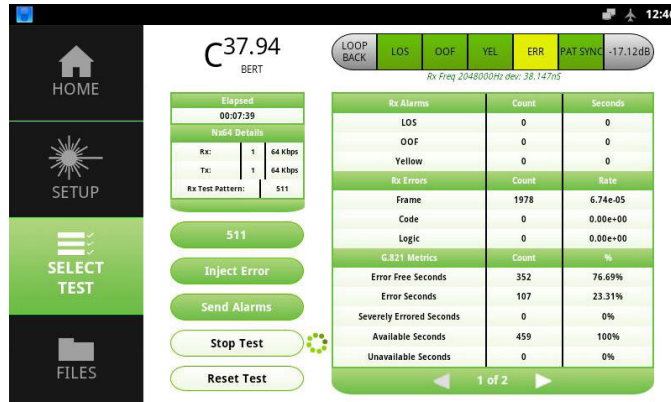 12:46
HOME
SETUP
SELECT
TEST
FILES
C37.94
BERT
LOOP
BACK
LOS
OOF
YEL
ERR
PAT SYNC
-17.12dB
Rx Freq 2048000Hz dev: 38.147nS
Elapsed
00:07:39
Nx64 Details
Rx: 1 64 Kbps
Tx: 1 64 Kbps
Rx Test Pattern: 511
511
Inject Error
Send Alarms
Stop Test
Reset Test
Rx Alarms Count Seconds
LOS 0 0
OOF 0 0
Yellow 0 0
Rx Errors Count Rate
Frame 1978 6.74e-05
Code 0 0.00e+00
Logic 0 0.00e+00
G.821 Metrics Count %
Error Free Seconds 352 76.69%
Error Seconds 107 23.31%
Severely Errored Seconds 0 0%
Available Seconds 459 100%
Unavailable Seconds 0 0%
1 of 2